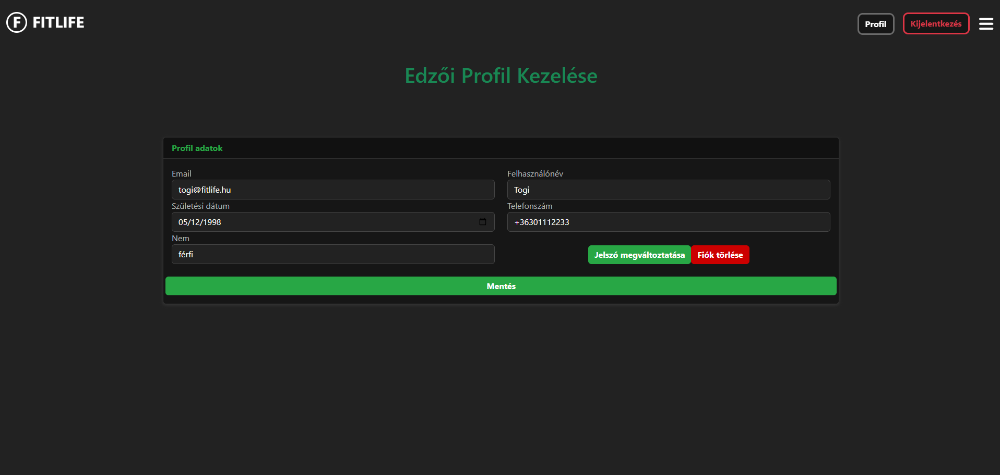 F FITLIFE
Profil
Kijelentkezés
Edzői Profil Kezelése
Profil adatok
Email
Felhasználónév
togi@fitlife.hu
Togi
Születési dátum
Telefonszám
05/12/1998
+36301112233
Nem
férfi
Jelszó megváltoztatása
Fiók törlése
Mentés